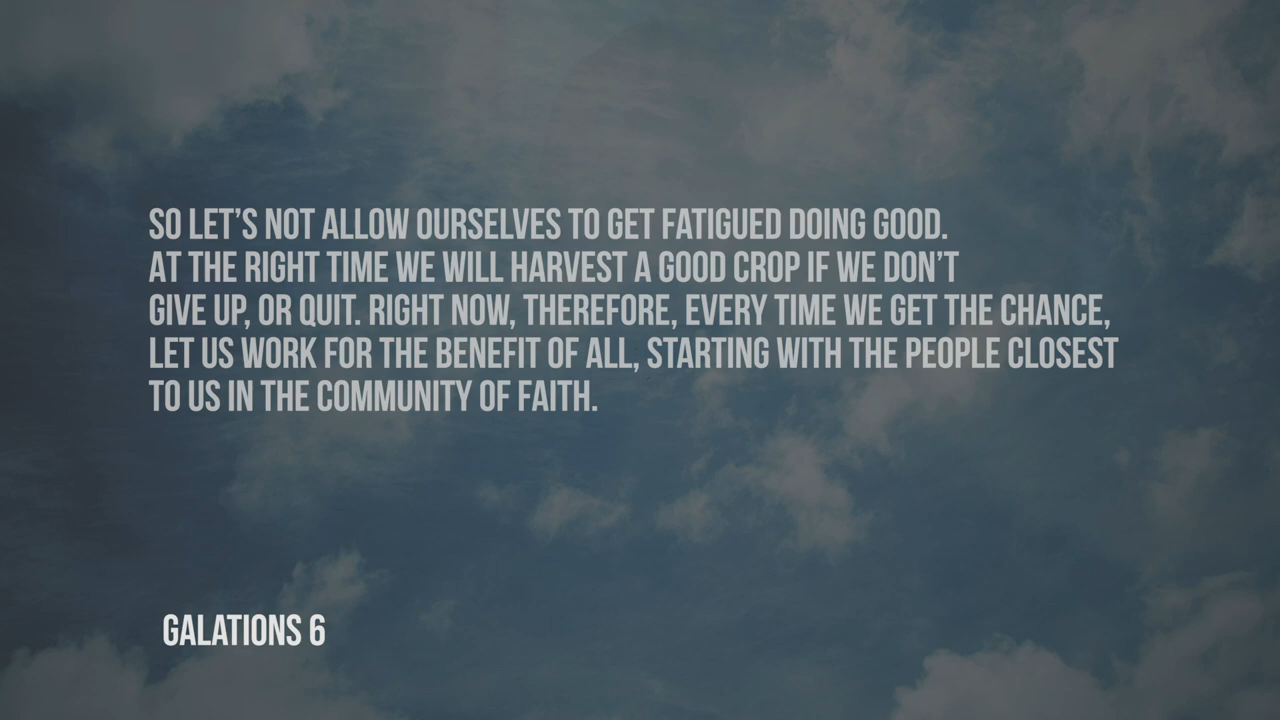 SO LET’S NOT ALLOW OURSELVES TO GET FATIGUED DOING GOOD.
AT THE RIGHT TIME WE WILL HARVEST A GOOD CROP IF WE DON’T
GIVE UP, OR QUIT. RIGHT NOW, THEREFORE, EVERY TIME WE GET THE CHANCE,
LET US WORK FOR THE BENEFIT OF ALL, STARTING WITH THE PEOPLE CLOSEST
TO US IN THE COMMUNITY OF FAITH.
GALATIONS 6